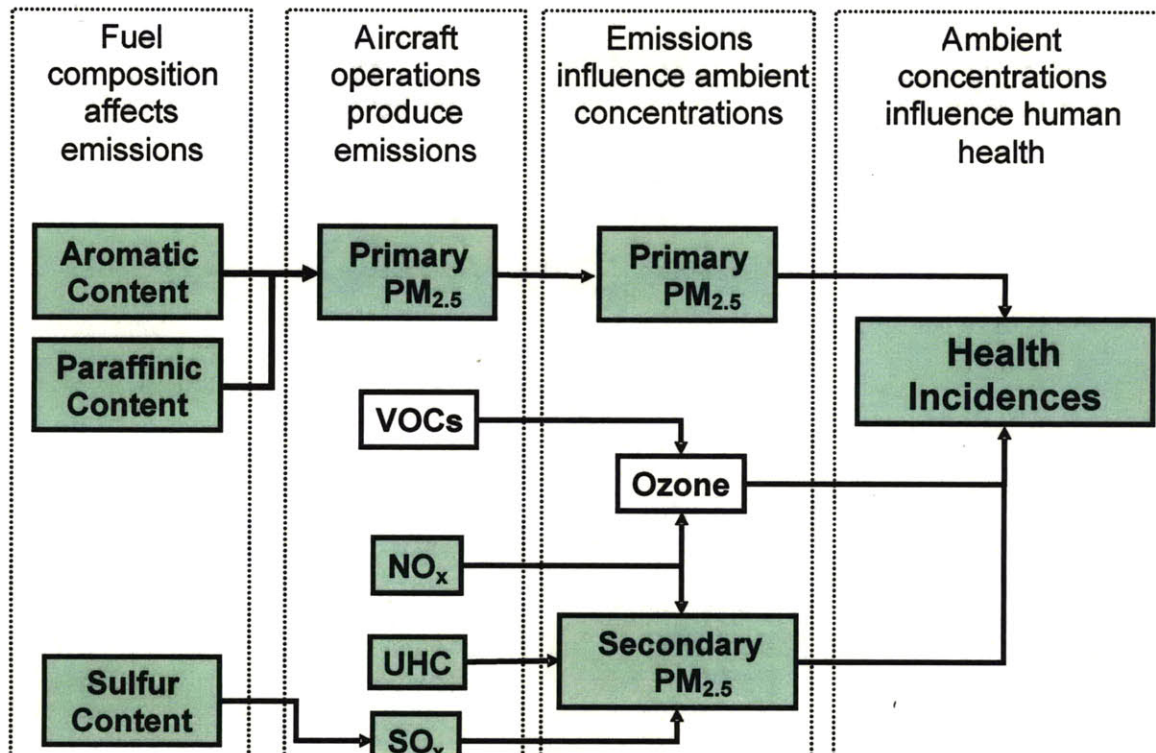 Fuel
composition
affects
emissions
Aircraft
operations
produce
emissions
Emissions
influence ambient
concentrations
Ambient
concentrations
influence human
health
Aromatic
Content
Paraffinic
Content
Sulfur
Content
Primary
PM2.5
VOCs
NOx
UHC
SOx
Primary
PM2.5
Ozone
Secondary
PM2.5
Health
Incidences